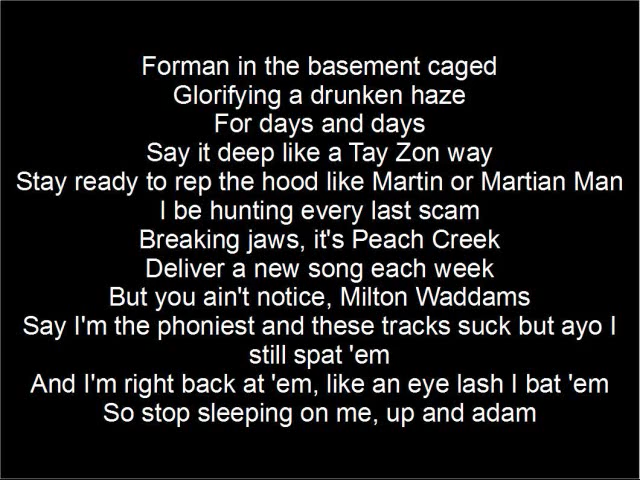 Forman in the basement caged
Glorifying a drunken haze
For days and days
Say it deep like a Tay Zon way
Stay ready to rep the hood like Martin or Martian Man
I be hunting every last scam
Breaking jaws, it's Peach Creek
Deliver a new song each week
But you ain't notice, Milton Waddams
Say I'm the phoniest and these tracks suck but ayo I
still spat 'em
And I'm right back at 'em, like an eye lash I bat 'em
So stop sleeping on me, up and adam